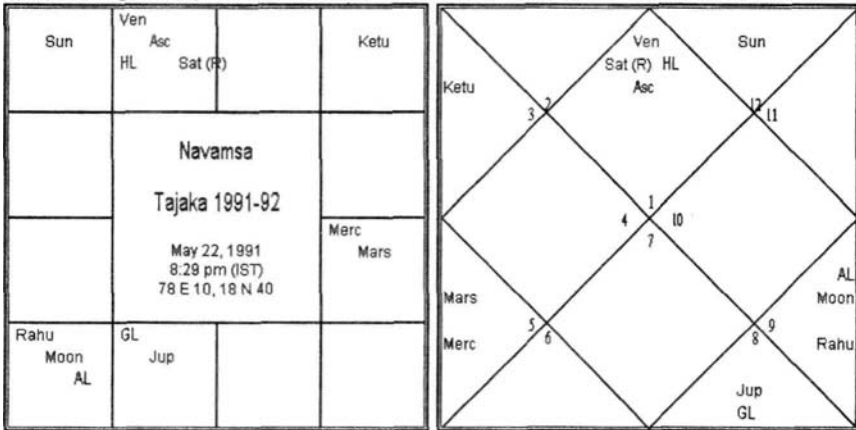 Sun
Ven
Asc
HL Sat (R)
Ketu
Navamsa
Tajaka 1991-92
May 22, 1991
8:29 pm (IST)
78 E 10, 18 N 40
Merc
Mars
Rahu
Moon
AL
GL
Jup
Ven
Sat (R) HL
Asc
Sun
Ketu
2
3
12
11
1
4 10
7
Mars
Merc
5
6
AL
Moon
9
8
Rahu
Jup
GL